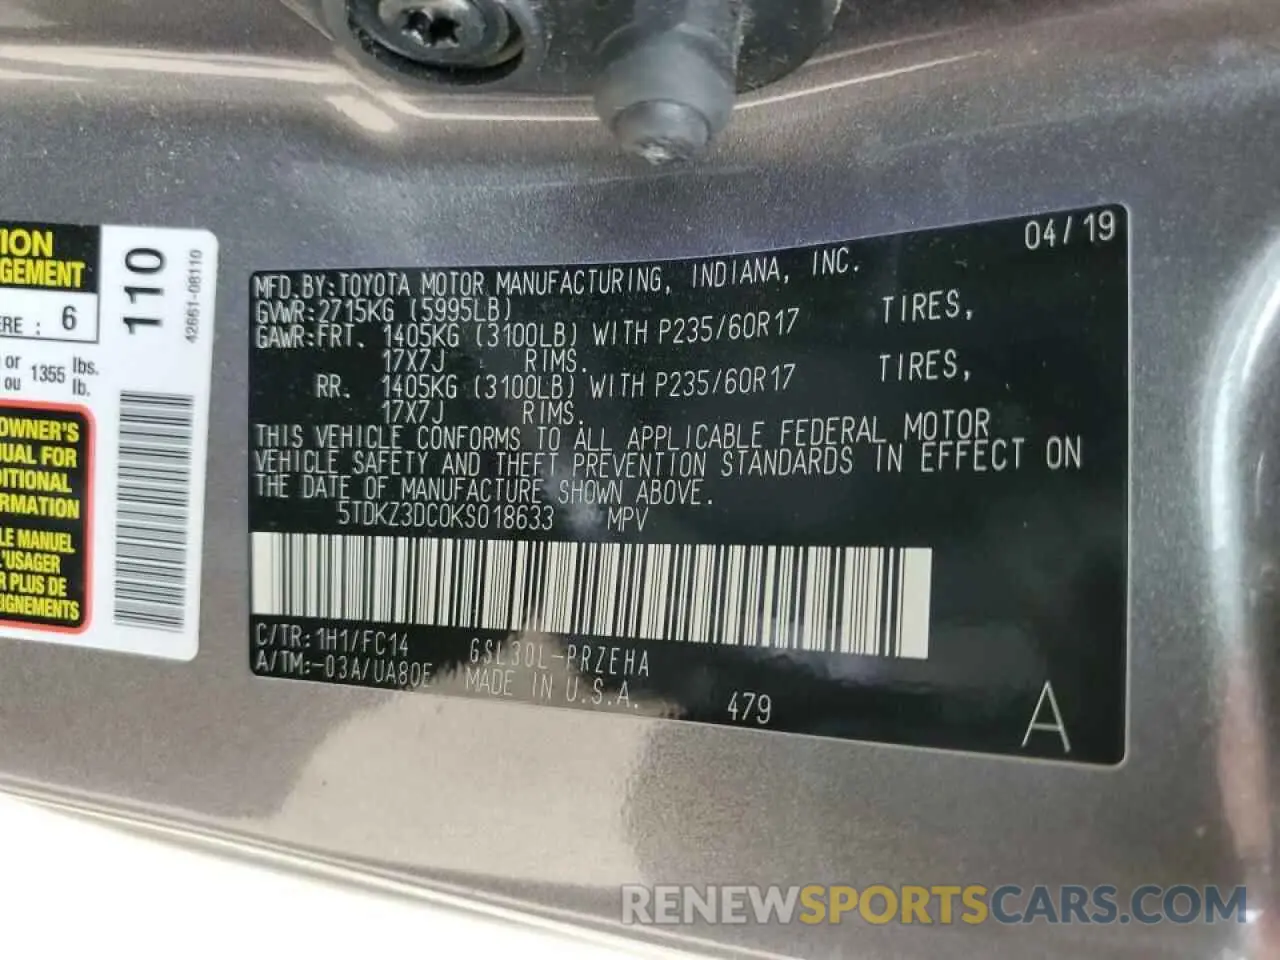 TION
GEMENT
ERE : 6
or 1355 lbs.
ou lb.
OWNER'S
UAL FOR
DITIONAL
RMATION
LE MANUEL
L'USAGER
R PLUS DE
EIGNEMENTS
110
42661-08110
04/19
MFD.BY:TOYOTA MOTOR MANUFACTURING, INDIANA, INC.
GVWR:2715KG (5995LB)
GAWR:FRT. 1405KG (3100LB) WITH P235/60R17 TIRES,
17X7J RIMS.
RR. 1405KG (3100LB) WITH P235/60R17 TIRES,
17X7J RIMS.
THIS VEHICLE CONFORMS TO ALL APPLICABLE FEDERAL MOTOR
VEHICLE SAFETY AND THEFT PREVENTION STANDARDS IN EFFECT ON
THE DATE OF MANUFACTURE SHOWN ABOVE.
5TDKZ3DC0KS018633 MPV
C/TR:1H1/FC14 GSL30L-PRZEHA
A/TM:-03A/UA80E MADE IN U.S.A.
479
A
RENEWSPORTSCARS.COM